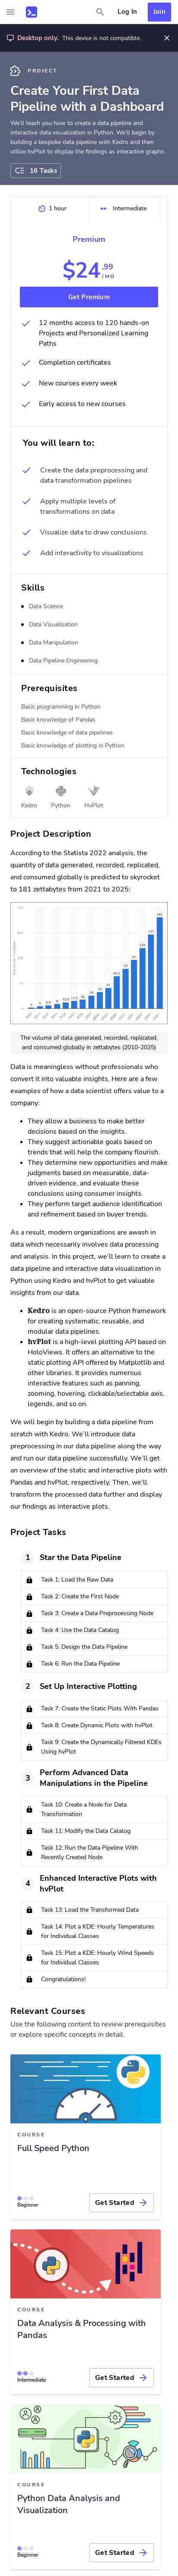 Log In
Join
Desktop only. This device is not compatible.
PROJECT
Create Your First Data
Pipeline with a Dashboard
We'll teach you how to create a data pipeline and
interactive data visualization in Python. We'll begin by
building a bespoke data pipeline with Kedro and then
utilize hvPlot to display the findings as interactive graphs.
16 Tasks
1 hour
Intermediate
Premium
$24.99
/MO
Get Premium
12 months access to 120 hands-on
Projects and Personalized Learning
Paths
Completion certificates
New courses every week
Early access to new courses
You will learn to:
Create the data preprocessing and
data transformation pipelines
Apply multiple levels of
transformations on data
Visualize data to draw conclusions
Add interactivity to visualizations
Skills
Data Science
Data Visualisation
Data Manipulation
Data Pipeline Engineering
Prerequisites
Basic programming in Python
Basic knowledge of Pandas
Basic knowledge of data pipelines
Basic knowledge of plotting in Python
Technologies
Kedro
Python
HvPlot
Project Description
According to the Statista 2022 analysis, the
quantity of data generated, recorded, replicated,
and consumed globally is predicted to skyrocket
to 181 zettabytes from 2021 to 2025:
The volume of data generated, recorded, replicated,
and consumed globally in zettabytes (2010-2025)
Data is meaningless without professionals who
convert it into valuable insights. Here are a few
examples of how a data scientist offers value to a
company:
They allow a business to make better
decisions based on the insights.
They suggest actionable goals based on
trends that will help the company flourish.
They determine new opportunities and make
judgments based on measurable, data-
driven evidence, and evaluate these
conclusions using consumer insights.
They perform target audience identification
and refinement based on buyer trends.
As a result, modern organizations are awash in
data which necessarily involves data processing
and analysis. In this project, we'll learn to create a
data pipeline and interactive data visualization in
Python using Kedro and hvPlot to get valuable
insights from our data.
Kedro is an open-source Python framework
for creating systematic, reusable, and
modular data pipelines.
hvPlot is a high-level plotting API based on
HoloViews. It offers an alternative to the
static plotting API offered by Matplotlib and
other libraries. It provides numerous
interactive features such as panning,
zooming, hovering, clickable/selectable axis,
legends, and so on.
We will begin by building a data pipeline from
scratch with Kedro. We'll introduce data
preprocessing in our data pipeline along the way
and run our data pipeline successfully. We'll get
an overview of the static and interactive plots with
Pandas and hvPlot, respectively. Then, we'll
transform the processed data further and display
our findings as interactive plots.
Project Tasks
1 Star the Data Pipeline
Task 1: Load the Raw Data
Task 2: Create the First Node
Task 3: Create a Data Preprocessing Node
Task 4: Use the Data Catalog
Task 5: Design the Data Pipeline
Task 6: Run the Data Pipeline
2 Set Up Interactive Plotting
Task 7: Create the Static Plots With Pandas
Task 8: Create Dynamic Plots with hvPlot
Task 9: Create the Dynamically Filtered KDEs
Using hvPlot
3 Perform Advanced Data
Manipulations in the Pipeline
Task 10: Create a Node for Data
Transformation
Task 11: Modify the Data Catalog
Task 12: Run the Data Pipeline With
Recently Created Node
4 Enhanced Interactive Plots with
hvPlot
Task 13: Load the Transformed Data
Task 14: Plot a KDE: Hourly Temperatures
for Individual Classes
Task 15: Plot a KDE: Hourly Wind Speeds
for Individual Classes
Congratulations!
Relevant Courses
Use the following content to review prerequisites
or explore specific concepts in detail.
COURSE
Full Speed Python
Beginner
Get Started
COURSE
Data Analysis & Processing with
Pandas
Intermediate
Get Started
COURSE
Python Data Analysis and
Visualization
Beginner
Get Started